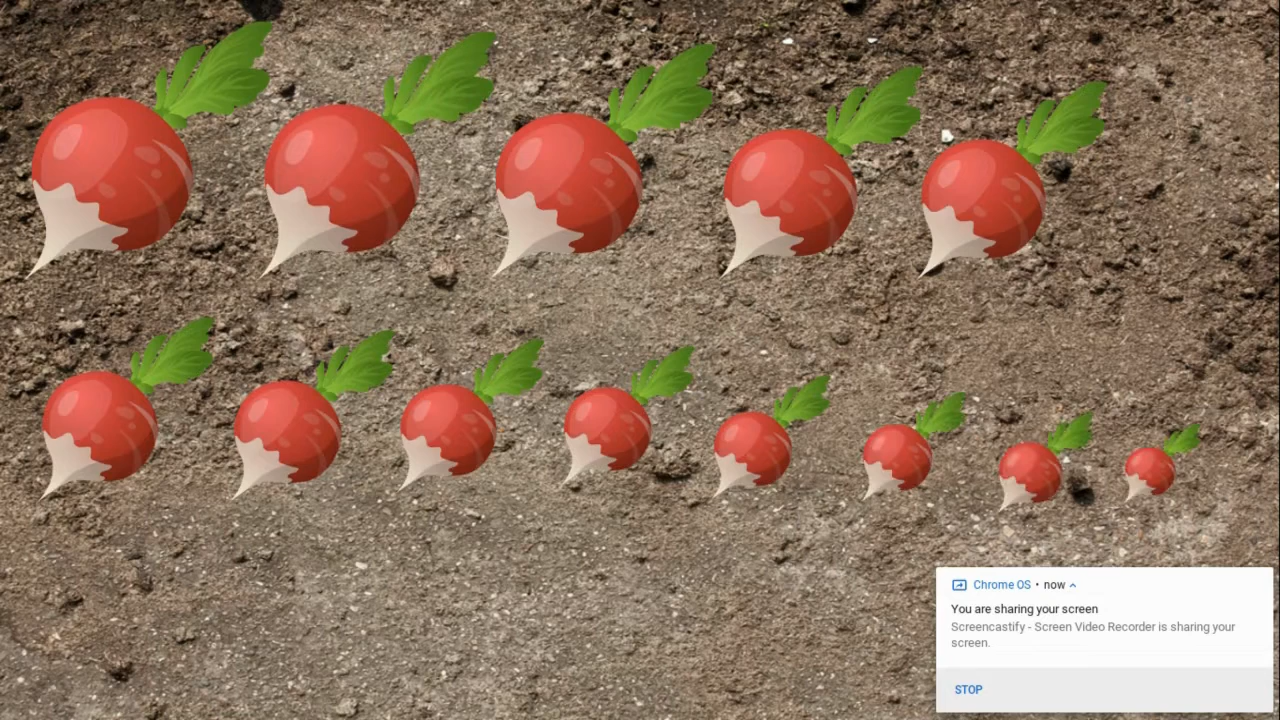 Chrome OS • now
You are sharing your screen
Screencastify - Screen Video Recorder is sharing your
screen.
STOP